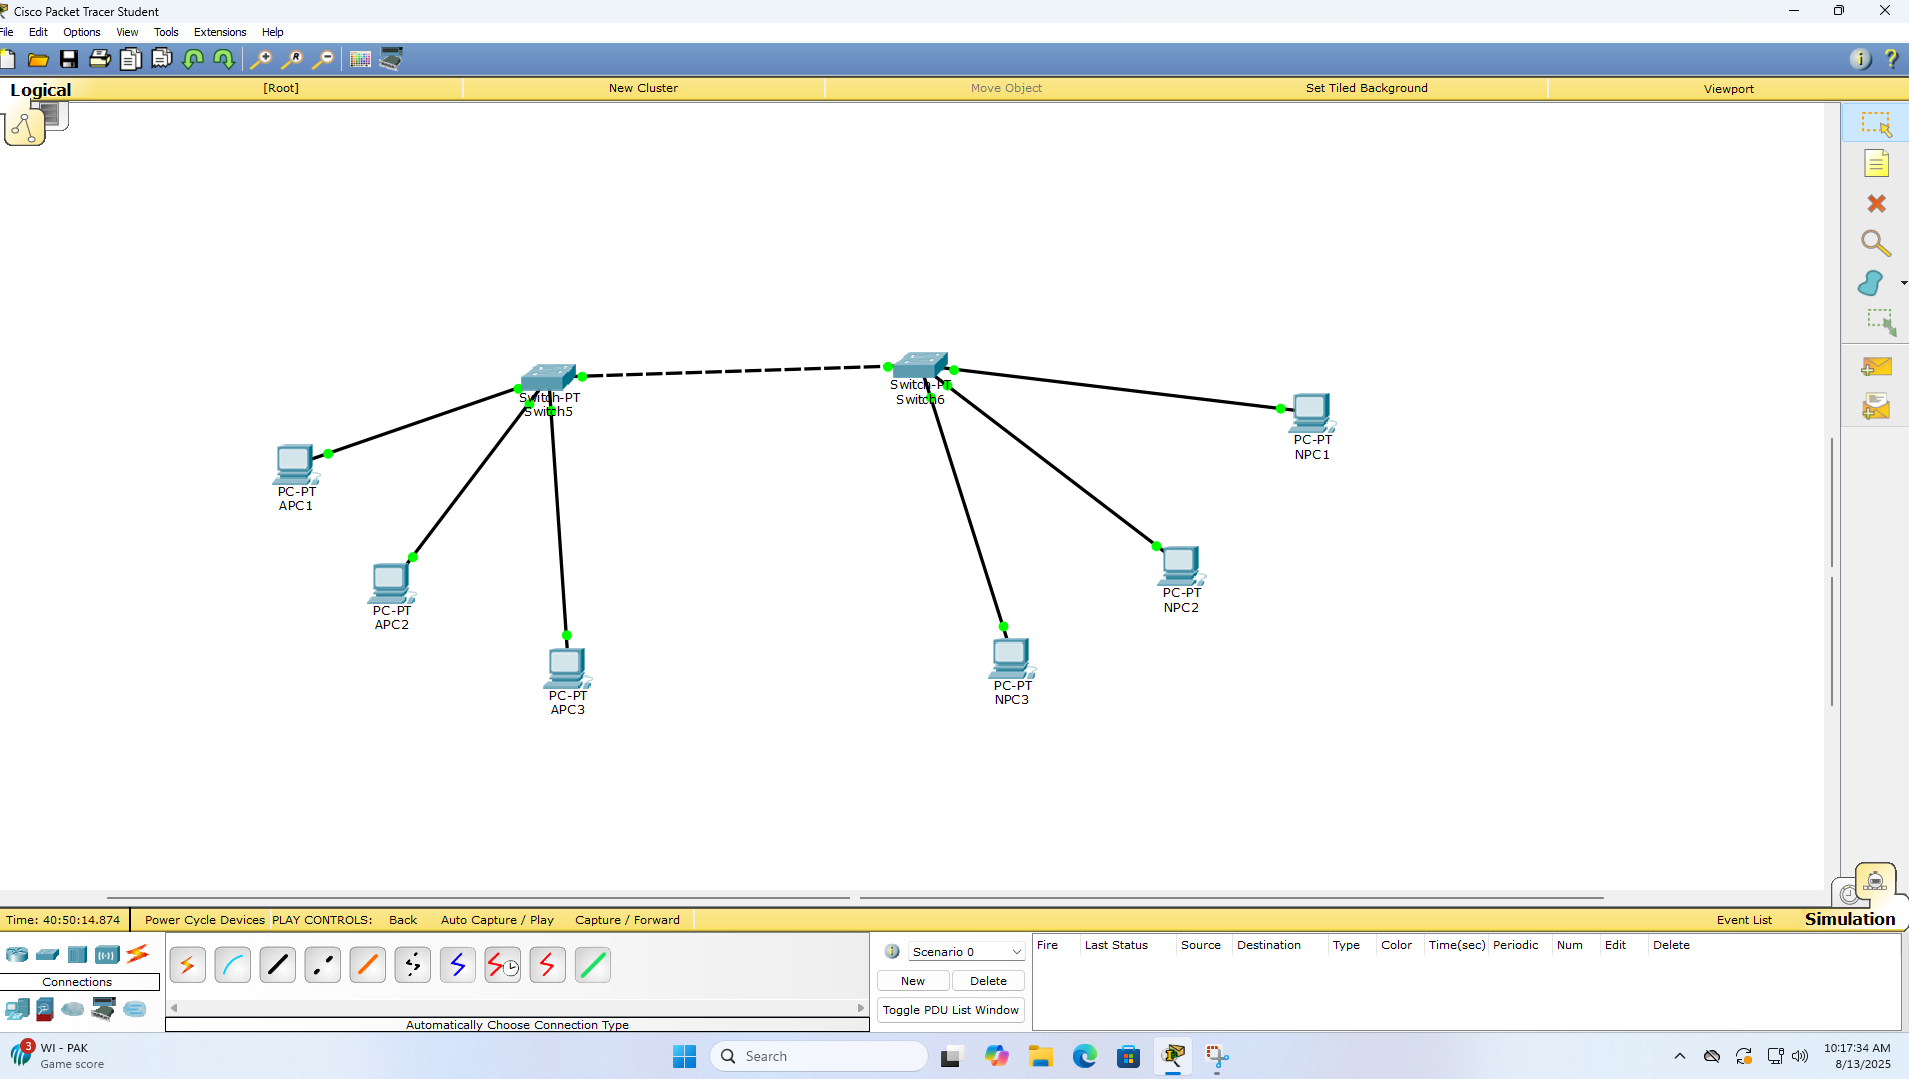 Cisco Packet Tracer Student
File Edit Options View Tools Extensions Help
Logical [Root] New Cluster Move Object Set Tiled Background Viewport
Switch-PT
Switch5
Switch-PT
Switch6
PC-PT
NPC1
PC-PT
APC1
PC-PT
NPC2
PC-PT
APC2
PC-PT
NPC3
PC-PT
APC3
Time: 40:50:14.874 Power Cycle Devices PLAY CONTROLS: Back Auto Capture / Play Capture / Forward Event List Simulation
Fire Last Status Source Destination Type Color Time(sec) Periodic Num Edit Delete
Scenario 0
Connections
New Delete
Toggle PDU List Window
Automatically Choose Connection Type
3
WI - PAK
Game score
Search
10:17:34 AM
8/13/2025